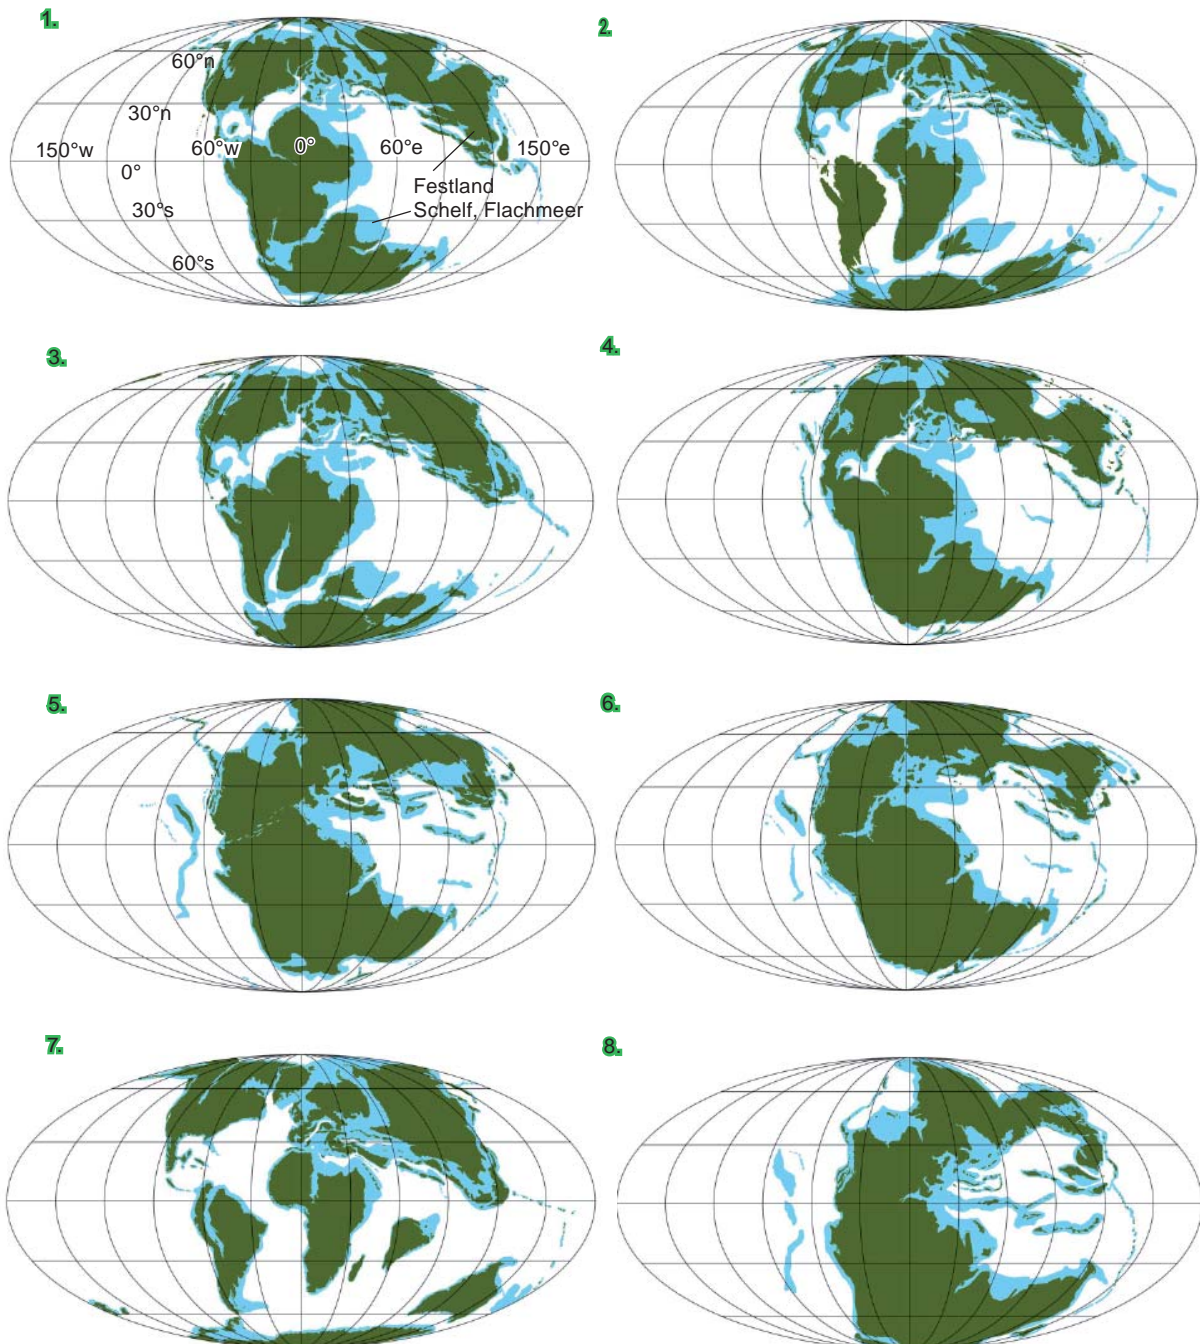 1.
2.
60°n
30°n
150°w
60°w
0°
60°e
150°e
0°
Festland
30°s
Schelf, Flachmeer
60°s
3.
4.
5.
6.
7.
8.